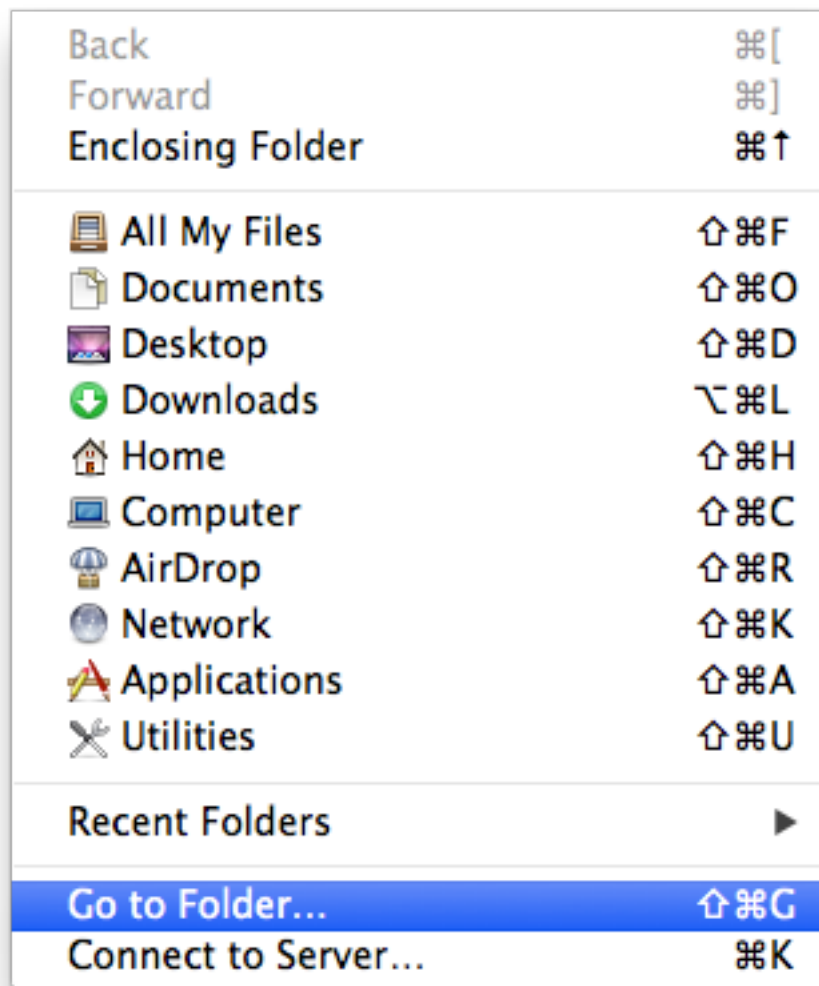 Back ⌘[
Forward ⌘]
Enclosing Folder ⌘↑
All My Files ⇧⌘F
Documents ⇧⌘O
Desktop ⇧⌘D
Downloads ⌥⌘L
Home ⇧⌘H
Computer ⇧⌘C
AirDrop ⇧⌘R
Network ⇧⌘K
Applications ⇧⌘A
Utilities ⇧⌘U
Recent Folders ▶
Go to Folder... ⇧⌘G
Connect to Server... ⌘K